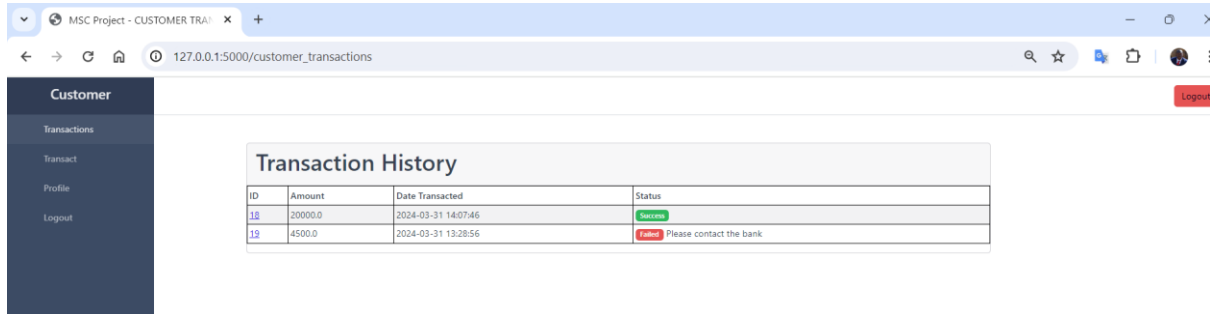 MSC Project - CUSTOMER TRAN
127.0.0.1:5000/customer_transactions
Customer
Logout
Transactions
Transact
Profile
Logout
Transaction History
ID Amount Date Transacted Status
18 20000.0 2024-03-31 14:07:46 Success
19 4500.0 2024-03-31 13:28:56 Failed Please contact the bank